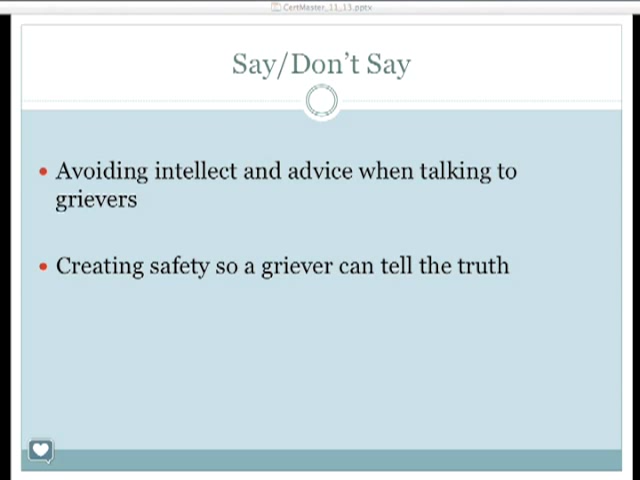 CertMaster_11_13.pptx
Say/Don't Say
• Avoiding intellect and advice when talking to
grievers
• Creating safety so a griever can tell the truth